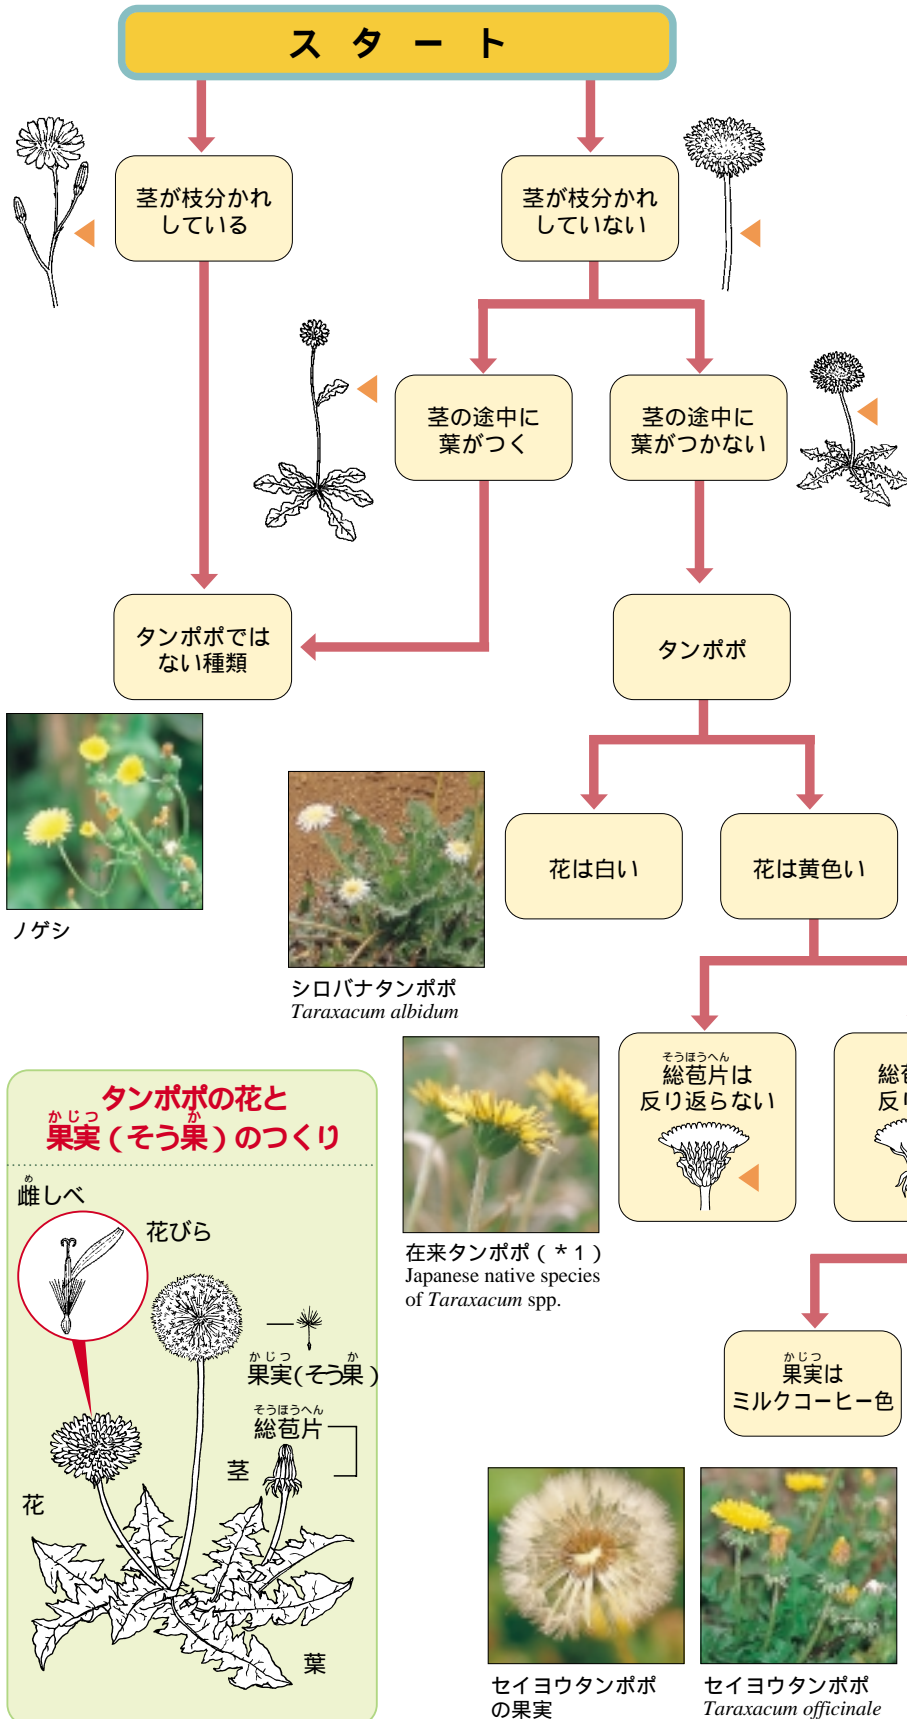 スタート
茎が枝分かれ
している
茎が枝分かれ
していない
茎の途中に
葉がつく
茎の途中に
葉がつかない
タンポポでは
ない種類
タンポポ
ノゲシ
花は白い
花は黄色い
シロバナタンポポ
Taraxacum albidum
そうほうへん
総苞片は
反り返らない
総苞
反り
在来タンポポ(*1)
Japanese native species
of Taraxacum spp.
かじつ
果実は
ミルクコーヒー色
セイヨウタンポポ
の果実
セイヨウタンポポ
Taraxacum officinale
タンポポの花と
かじつ か
果実(そう果)のつくり
め
雌しべ
花びら
かじつ か
果実(そう果)
そうほうへん
総苞片
茎
花
葉